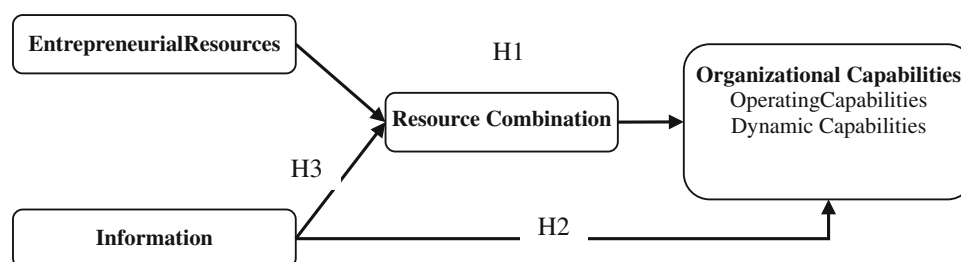 EntrepreneurialResources
H1
Organizational Capabilities
OperatingCapabilities
Dynamic Capabilities
Resource Combination
H3
Information
H2